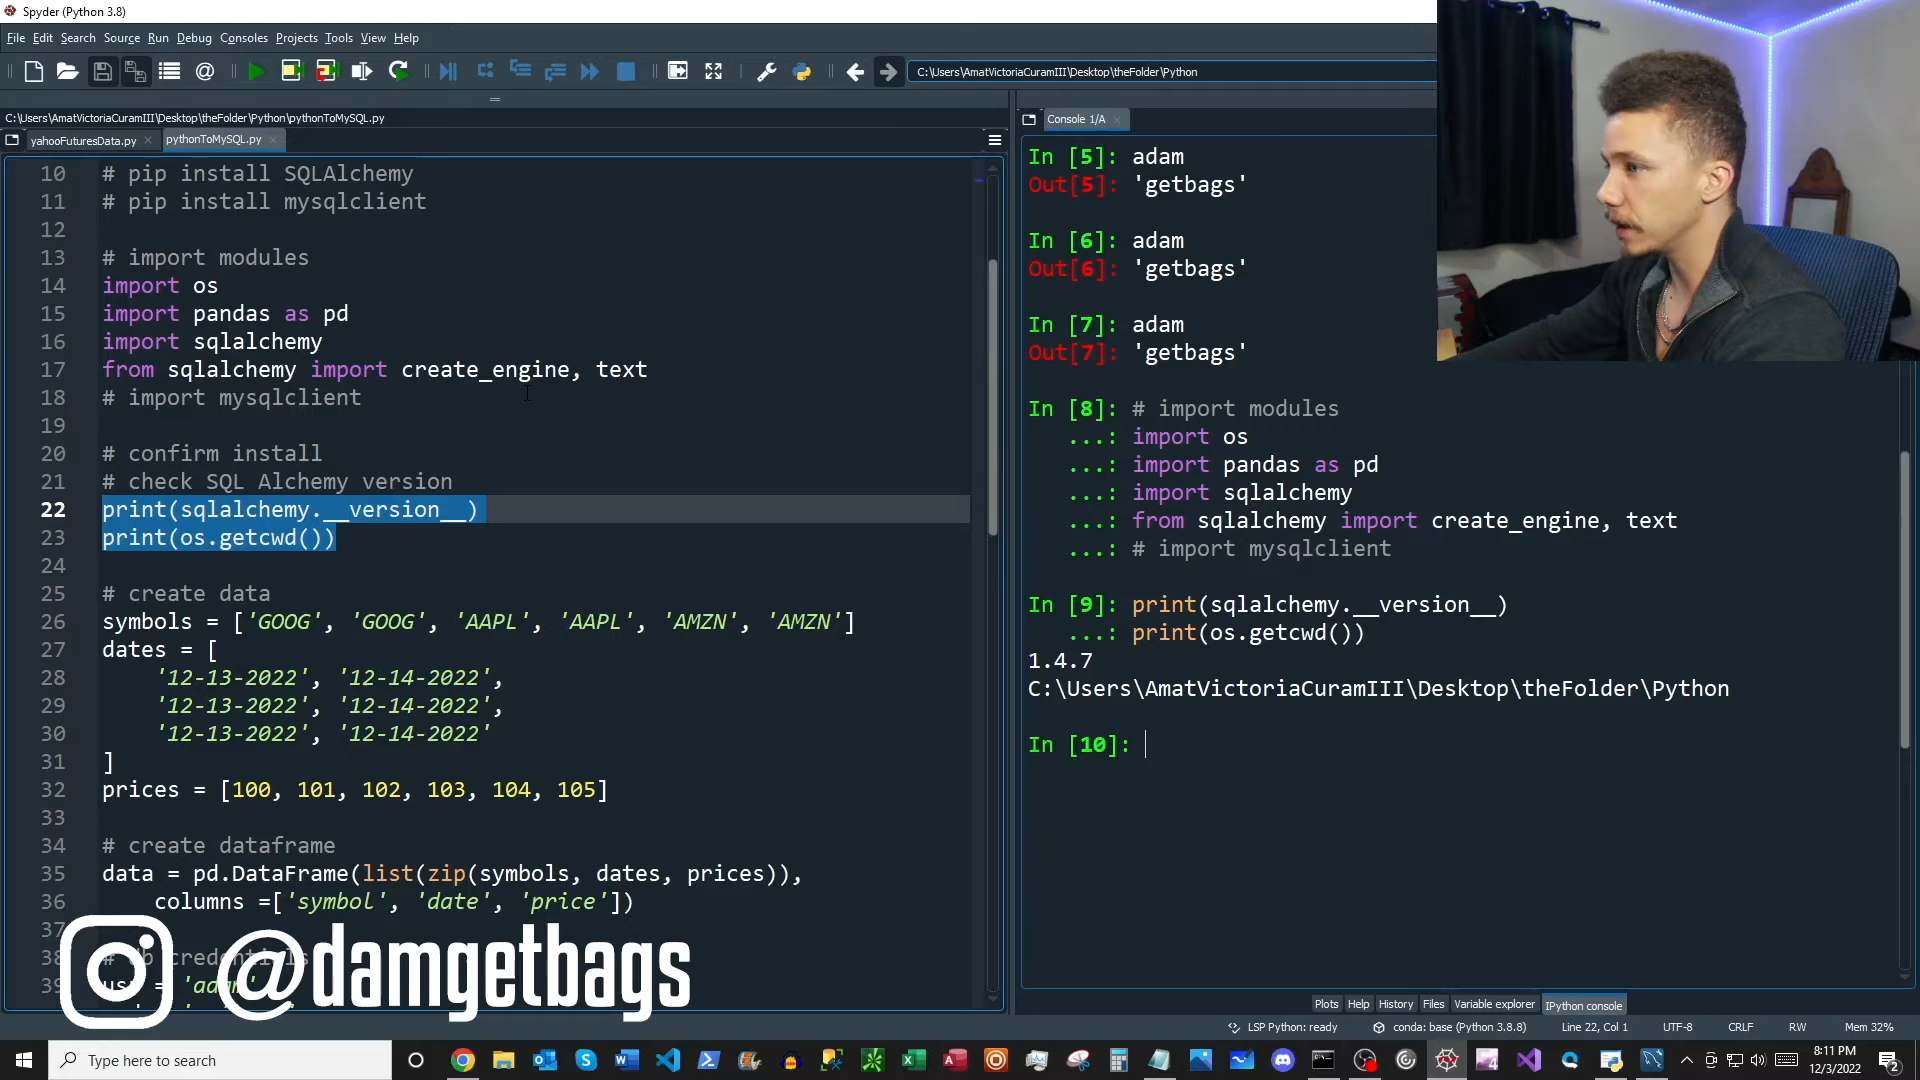 Spyder (Python 3.8)
File Edit Search Source Run Debug Consoles Projects Tools View Help
C:\Users\AmatVictoriaCuramIII\Desktop\theFolder\Python
C:\Users\AmatVictoriaCuramIII\Desktop\theFolder\Python\pythonToMySQL.py
yahooFuturesData.py pythonToMySQL.py
10 # pip install SQLAlchemy
11 # pip install mysqlclient
12
13 # import modules
14 import os
15 import pandas as pd
16 import sqlalchemy
17 from sqlalchemy import create_engine, text
18 # import mysqlclient
19
20 # confirm install
21 # check SQL Alchemy version
22 print(sqlalchemy.__version__)
23 print(os.getcwd())
24
25 # create data
26 symbols = ['GOOG', 'GOOG', 'AAPL', 'AAPL', 'AMZN', 'AMZN']
27 dates = [
28 '12-13-2022', '12-14-2022',
29 '12-13-2022', '12-14-2022',
30 '12-13-2022', '12-14-2022'
31 ]
32 prices = [100, 101, 102, 103, 104, 105]
33
34 # create dataframe
35 data = pd.DataFrame(list(zip(symbols, dates, prices)),
36 columns =['symbol', 'date', 'price'])
37
38
39
@damgetbags
Console 1/A
In [5]: adam
Out[5]: 'getbags'
In [6]: adam
Out[6]: 'getbags'
In [7]: adam
Out[7]: 'getbags'
In [8]: # import modules
...: import os
...: import pandas as pd
...: import sqlalchemy
...: from sqlalchemy import create_engine, text
...: # import mysqlclient
In [9]: print(sqlalchemy.__version__)
...: print(os.getcwd())
1.4.7
C:\Users\AmatVictoriaCuramIII\Desktop\theFolder\Python
In [10]:
Plots Help History Files Variable explorer IPython console
LSP Python: ready conda: base (Python 3.8.8) Line 22, Col 1 UTF-8 CRLF RW Mem 32%
Type here to search
8:11 PM
12/3/2022
2